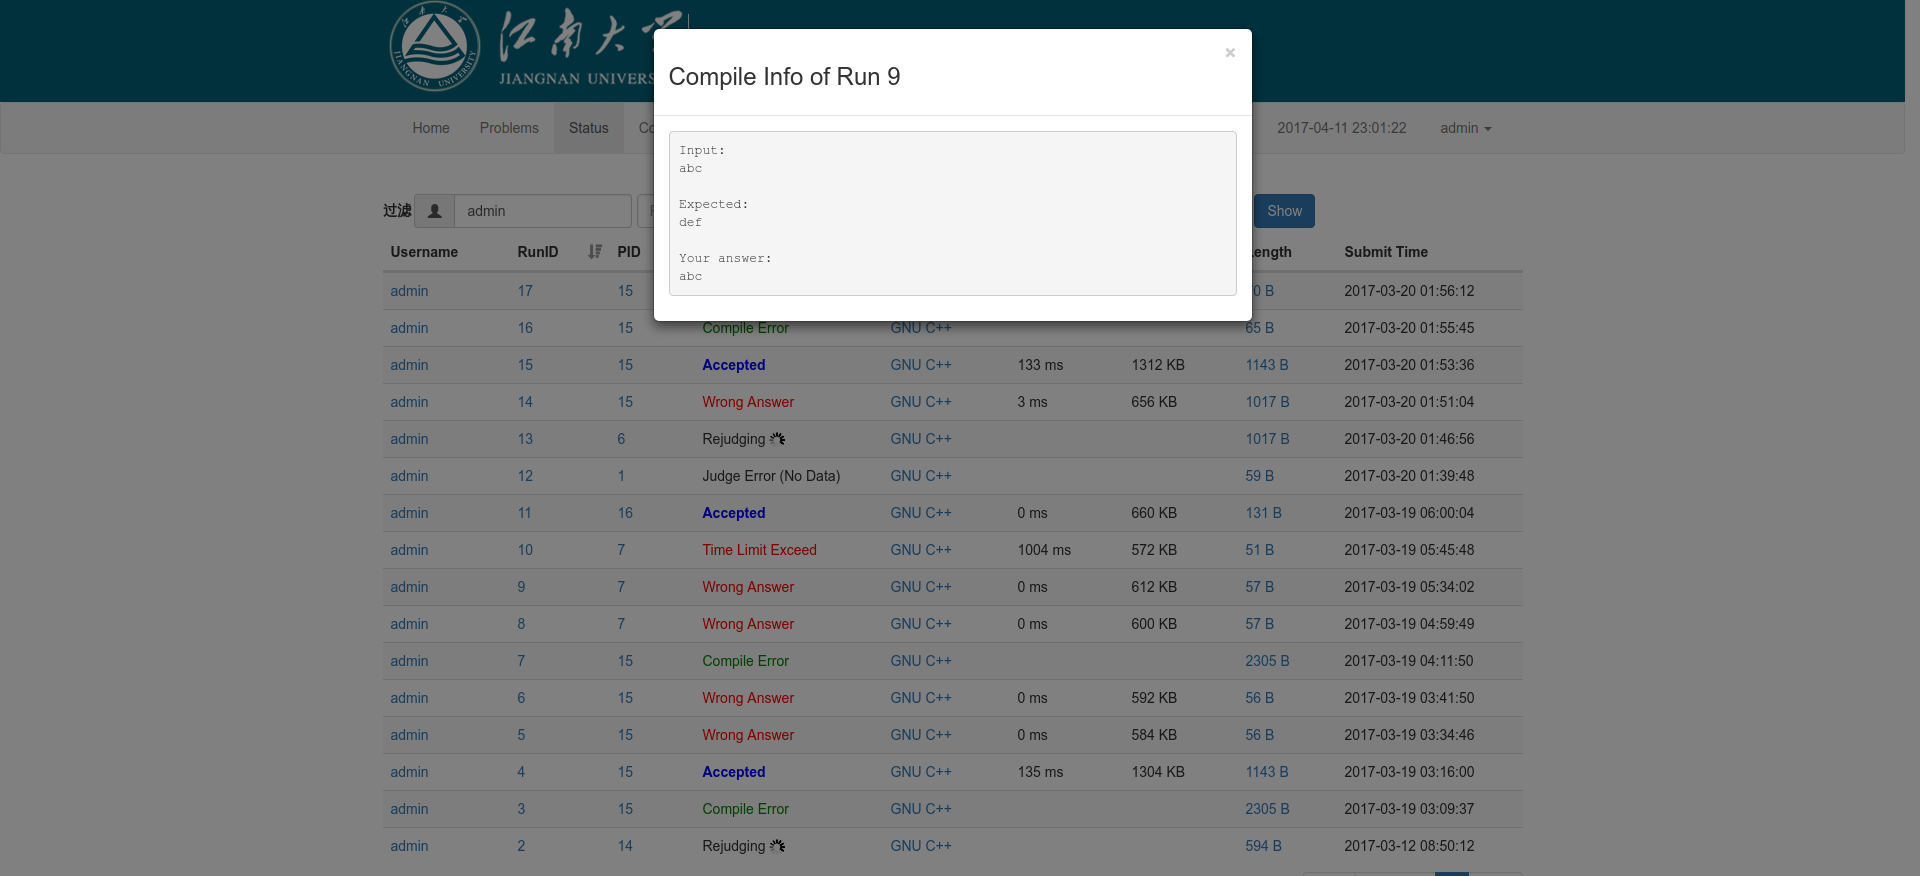 江南大学
JIANGNAN UNIVERS
×
Compile Info of Run 9
Home Problems Status Co 2017-04-11 23:01:22 admin
Input:
abc
Expected:
def
Your answer:
abc
过滤 admin Show
Username RunID PID Length Submit Time
admin 17 15 0 B 2017-03-20 01:56:12
admin 16 15 Compile Error GNU C++ 65 B 2017-03-20 01:55:45
admin 15 15 Accepted GNU C++ 133 ms 1312 KB 1143 B 2017-03-20 01:53:36
admin 14 15 Wrong Answer GNU C++ 3 ms 656 KB 1017 B 2017-03-20 01:51:04
admin 13 6 Rejudging GNU C++ 1017 B 2017-03-20 01:46:56
admin 12 1 Judge Error (No Data) GNU C++ 59 B 2017-03-20 01:39:48
admin 11 16 Accepted GNU C++ 0 ms 660 KB 131 B 2017-03-19 06:00:04
admin 10 7 Time Limit Exceed GNU C++ 1004 ms 572 KB 51 B 2017-03-19 05:45:48
admin 9 7 Wrong Answer GNU C++ 0 ms 612 KB 57 B 2017-03-19 05:34:02
admin 8 7 Wrong Answer GNU C++ 0 ms 600 KB 57 B 2017-03-19 04:59:49
admin 7 15 Compile Error GNU C++ 2305 B 2017-03-19 04:11:50
admin 6 15 Wrong Answer GNU C++ 0 ms 592 KB 56 B 2017-03-19 03:41:50
admin 5 15 Wrong Answer GNU C++ 0 ms 584 KB 56 B 2017-03-19 03:34:46
admin 4 15 Accepted GNU C++ 135 ms 1304 KB 1143 B 2017-03-19 03:16:00
admin 3 15 Compile Error GNU C++ 2305 B 2017-03-19 03:09:37
admin 2 14 Rejudging GNU C++ 594 B 2017-03-12 08:50:12